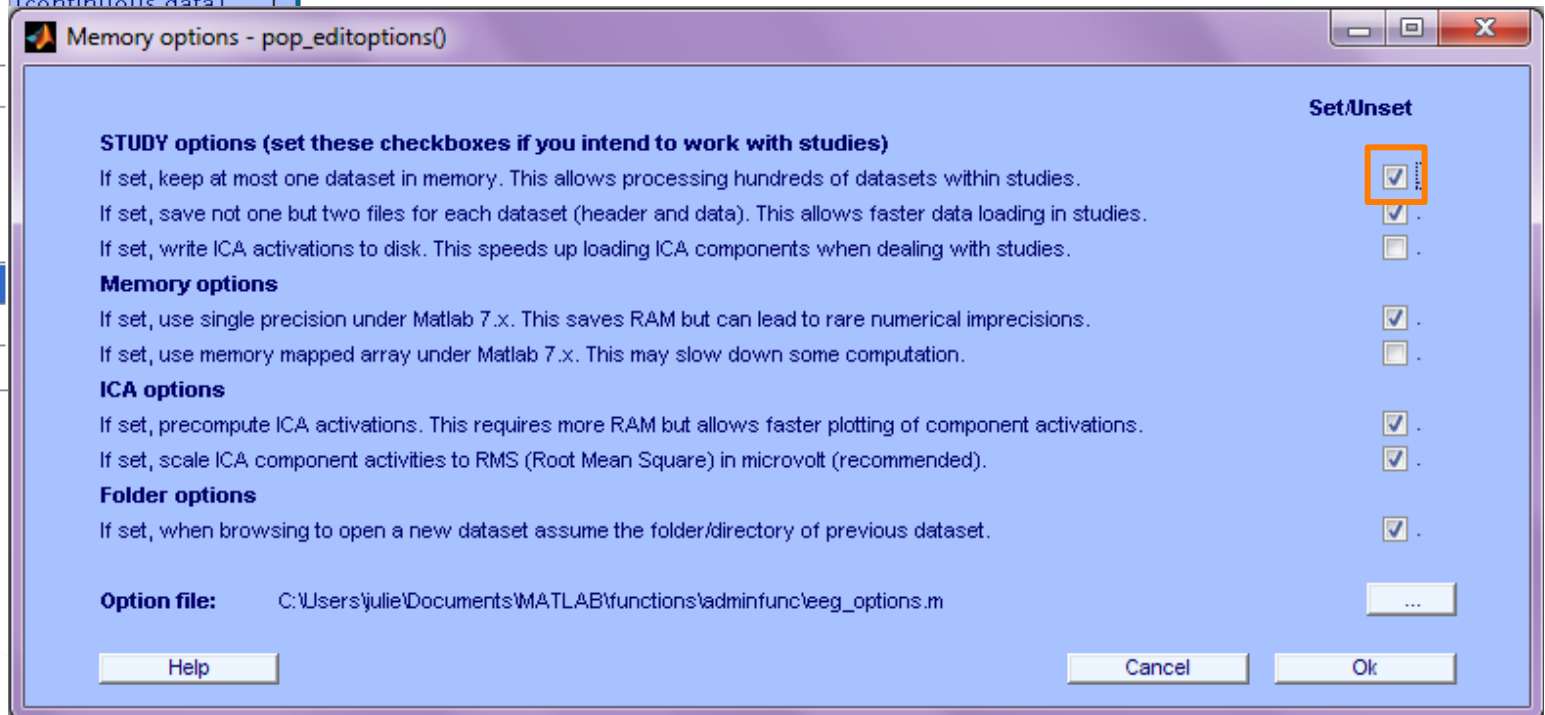 (continuous data)
Memory options - pop_editoptions()
Set/Unset
STUDY options (set these checkboxes if you intend to work with studies)
If set, keep at most one dataset in memory. This allows processing hundreds of datasets within studies.
If set, save not one but two files for each dataset (header and data). This allows faster data loading in studies.
If set, write ICA activations to disk. This speeds up loading ICA components when dealing with studies.
Memory options
If set, use single precision under Matlab 7.x. This saves RAM but can lead to rare numerical imprecisions.
If set, use memory mapped array under Matlab 7.x. This may slow down some computation.
ICA options
If set, precompute ICA activations. This requires more RAM but allows faster plotting of component activations.
If set, scale ICA component activities to RMS (Root Mean Square) in microvolt (recommended).
Folder options
If set, when browsing to open a new dataset assume the folder/directory of previous dataset.
Option file: C:\Users\julie\Documents\MATLAB\functions\adminfunc\eeg_options.m ...
Help Cancel Ok